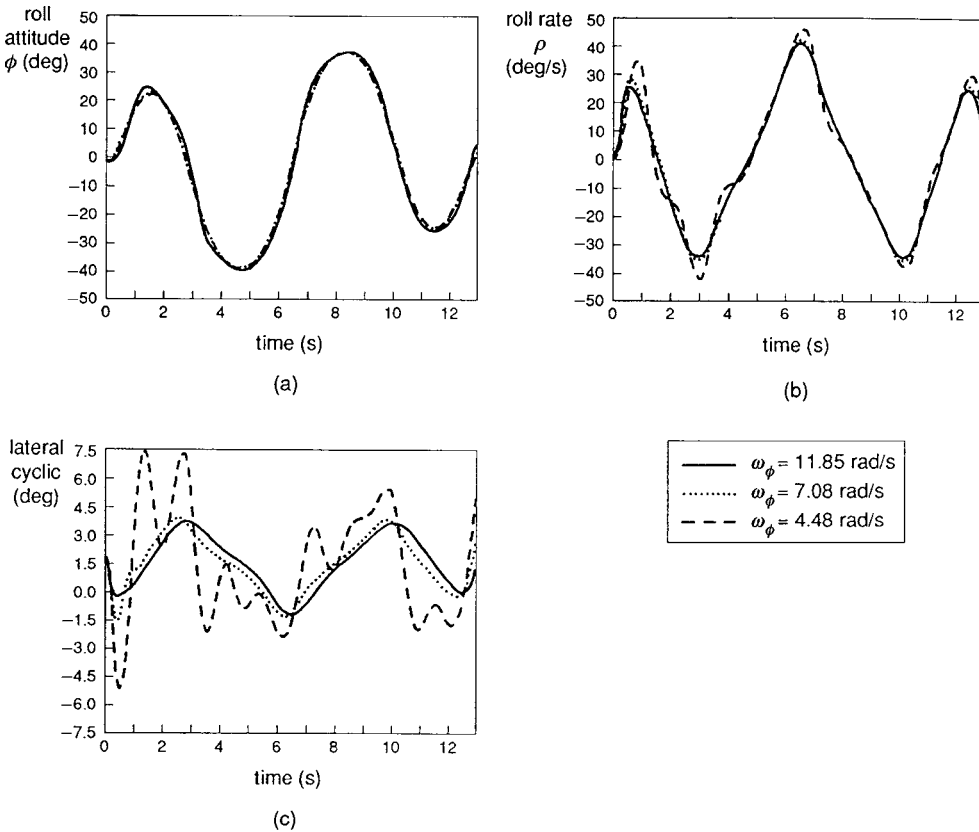 roll
attitude
ϕ (deg)
50
40
30
20
10
0
−10
−20
−30
−40
−50
0 2 4 6 8 10 12
time (s)
(a)
roll rate
ρ
(deg/s)
50
40
30
20
10
0
−10
−20
−30
−40
−50
0 2 4 6 8 10 12
time (s)
(b)
lateral
cyclic
(deg)
7.5
6.0
4.5
3.0
1.5
0.0
−1.5
−3.0
−4.5
−6.0
−7.5
0 2 4 6 8 10 12
time (s)
(c)
ωϕ = 11.85 rad/s
ωϕ = 7.08 rad/s
ωϕ = 4.48 rad/s